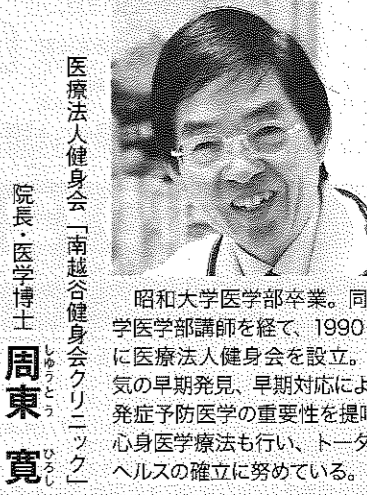 医療法人健身会「南越谷健身会クリニック」
院長・医学博士 周東 寛
しゅうとう ひろし
昭和大学医学部卒業。同
学医学部講師を経て、1990
に医療法人健身会を設立。
気の早期発見、早期対応によ
発症予防医学の重要性を提唱
心身医学療法も行い、トータ
ヘルスの確立に努めている。